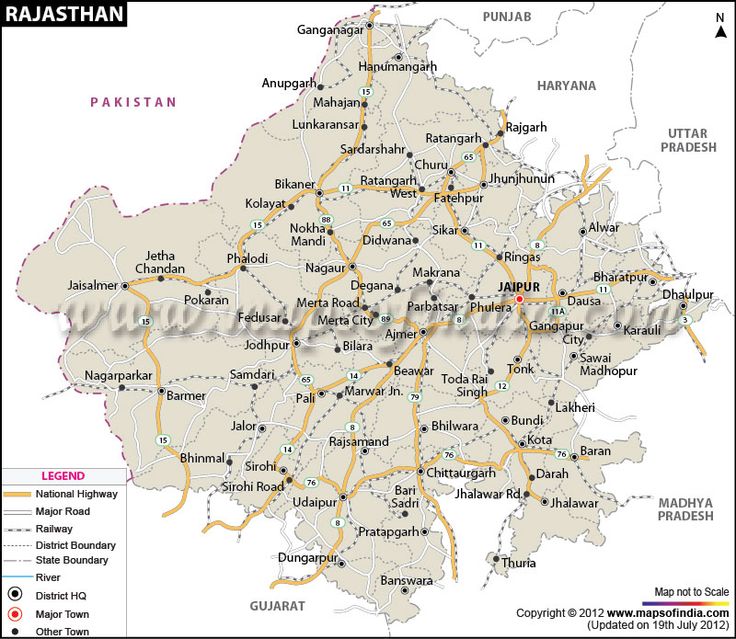 RAJASTHAN
PUNJAB
N
Ganganagar
Hanumangarh
HARYANA
Anupgarh
PAKISTAN
15
Mahajan
Lunkaransar
Rajgarh
UTTAR
PRADESH
Ratangarh
Sardarshahr
65
Churu
Bikaner
11
Ratangarh
West
Jhunjhunun
Fatehpur
Kolayat
15
88
65
Nokha
Mandi
Didwana
Sikar
11
8
Alwar
Jetha
Chandan
Phalodi
Nagaur
Ringas
Makrana
Degana
JAIPUR
Bharatpur
Jaisalmer
Pokaran
Merta Road
Parbatsar
Phulera
Dausa
Dhaulpur
11A
www.mapsofindia.com
15
Fedusar
Merta City
89
Ajmer
8
Gangapur
City
Karauli
3
Jodhpur
Bilara
Sawai
Madhopur
Tonk
Nagarparkar
Samdari
14
Beawar
Toda Rai
Singh
65
12
Barmer
Pali
Marwar Jn.
79
Lakheri
Jalor
8
Bhilwara
Bundi
15
14
Rajsamand
Kota
76
Baran
Bhinmal
Sirohi
76
Chittaurgarh
76
Darah
Sirohi Road
Udaipur
Bari
Sadri
Jhalawar Rd.
Jhalawar
MADHYA
PRADESH
8
Pratapgarh
Dungarpur
Thuria
Banswara
GUJARAT
LEGEND
National Highway
Major Road
Railway
District Boundary
State Boundary
River
District HQ
Major Town
Other Town
Map not to Scale
Copyright © 2012 www.mapsofindia.com
(Updated on 19th July 2012)